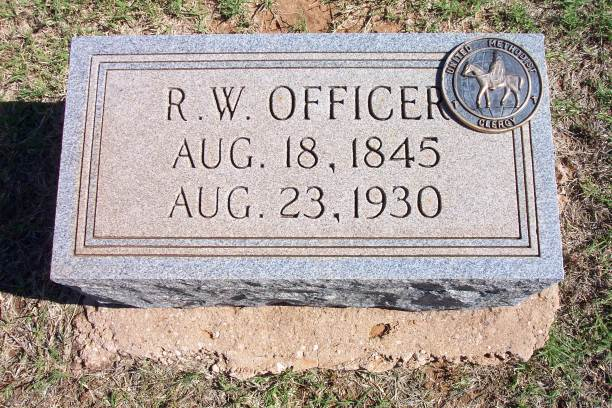 R.W. OFFICER
AUG. 18, 1845
AUG. 23, 1930
UNITED METHODIST
CLERGY